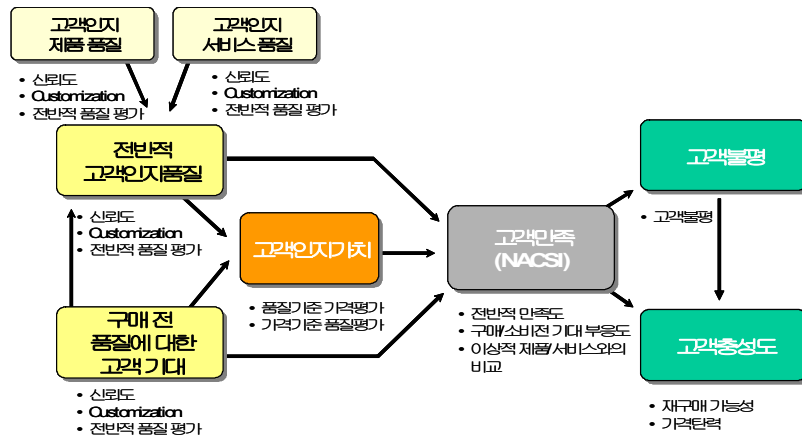 고객인지
제품 품질
고객인지
서비스 품질
• 신뢰도
• Customization
• 전반적 품질 평가
• 신뢰도
• Customization
• 전반적 품질 평가
전반적
고객인지품질
• 신뢰도
• Customization
• 전반적 품질 평가
고객인지가치
• 품질기준 가격평가
• 가격기준 품질평가
구매 전
품질에 대한
고객 기대
• 신뢰도
• Customization
• 전반적 품질 평가
고객만족
(NACSI)
• 전반적 만족도
• 구매/소비전 기대 부응도
• 이상적 제품/서비스와의
비교
고객불평
• 고객불평
고객충성도
• 재구매 가능성
• 가격탄력